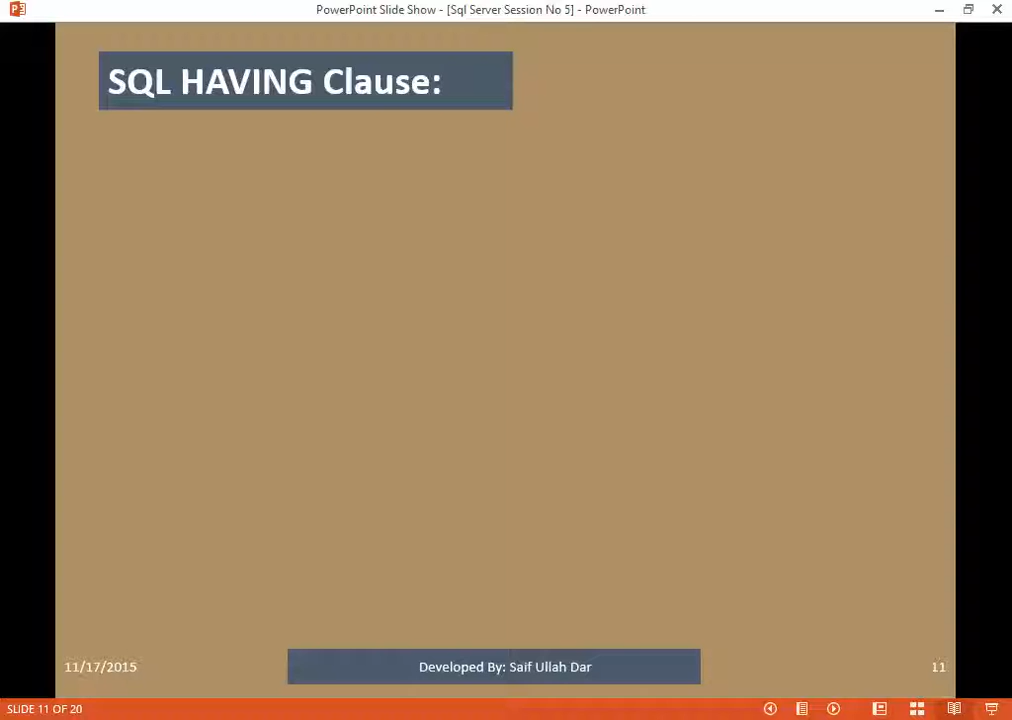 PowerPoint Slide Show - [Sql Server Session No 5] - PowerPoint
SQL HAVING Clause:
11/17/2015
Developed By: Saif Ullah Dar
11
SLIDE 11 OF 20